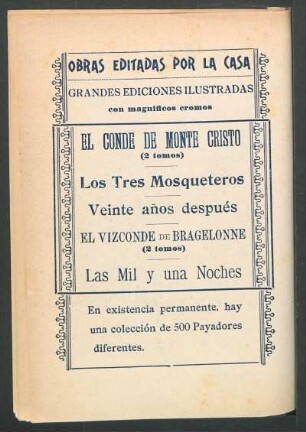 OBRAS EDITADAS POR LA CASA
GRANDES EDICIONES ILUSTRADAS
con magníficos cromos
EL CONDE DE MONTE CRISTO
(2 tomos)
Los Tres Mosqueteros
Veinte años después
EL VIZCONDE DE BRAGELONNE
(2 tomos)
Las Mil y una Noches
En existencia permanente, hay
una colección de 500 Payadores
diferentes.